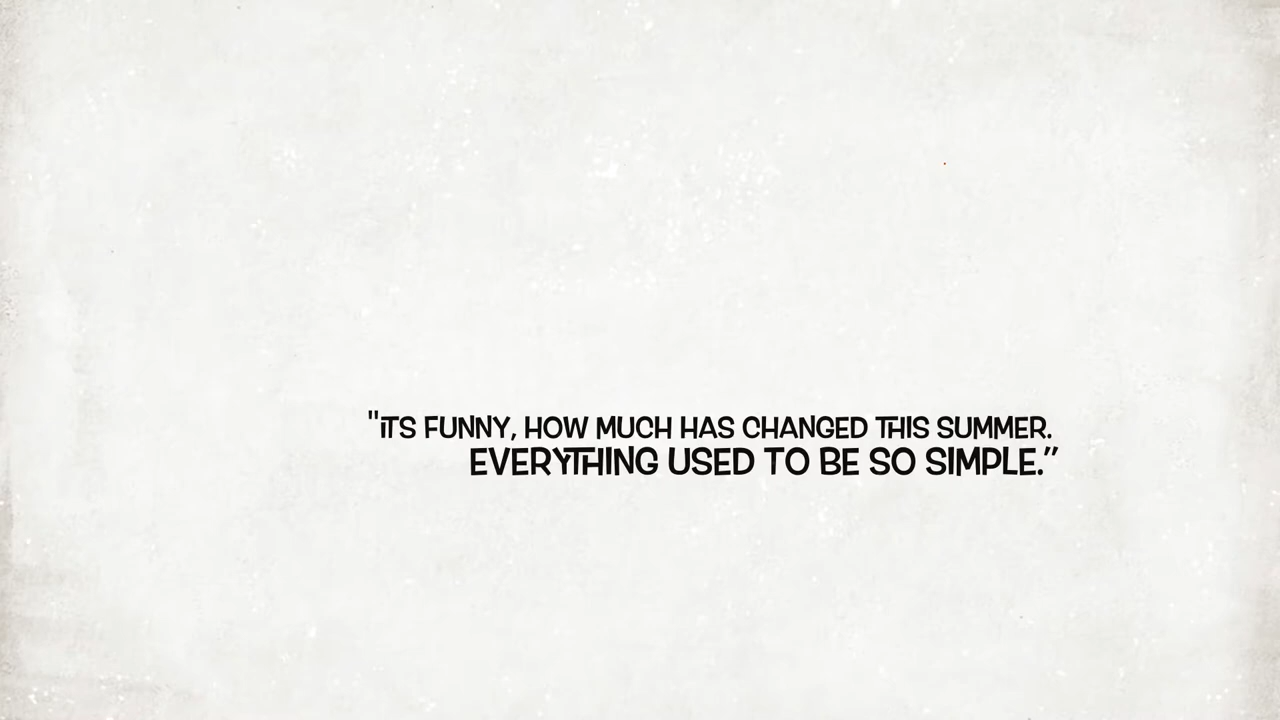 "iTS FUNNY, HOW MUCH HAS CHANGED THIS SUMMER.
EVERYTHING USED TO BE SO SIMPLE.”